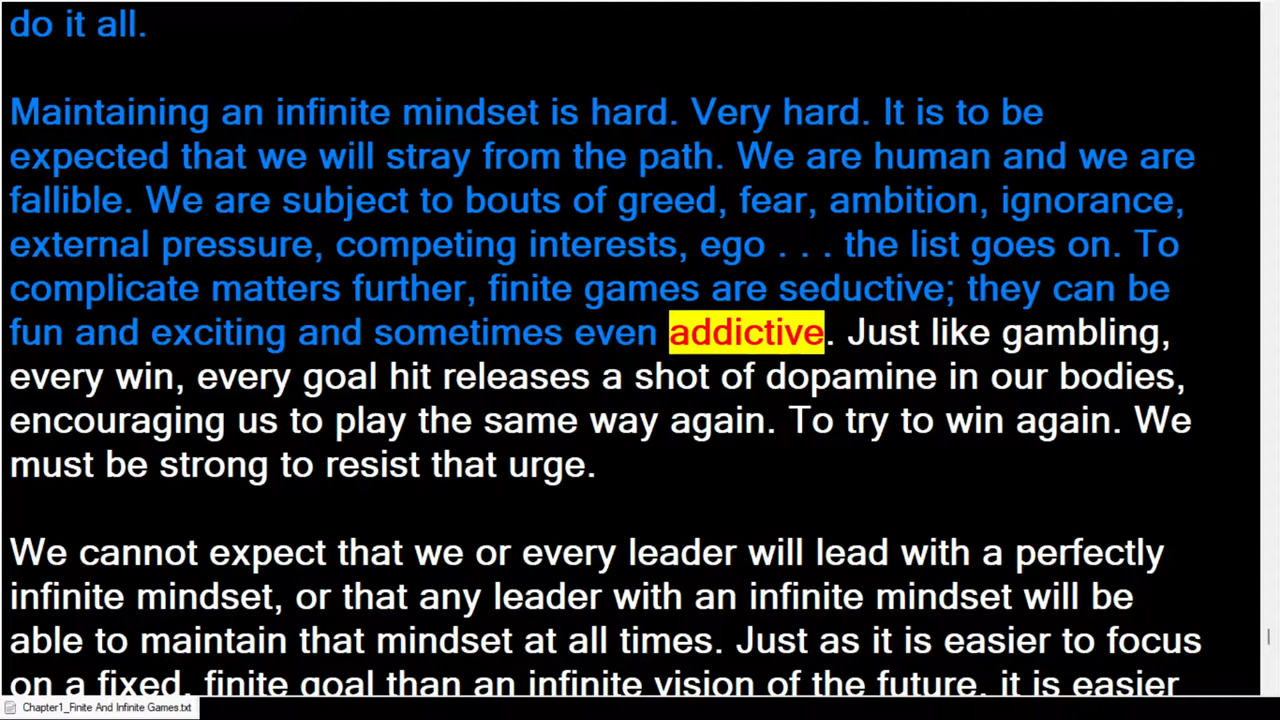 do it all.
Maintaining an infinite mindset is hard. Very hard. It is to be
expected that we will stray from the path. We are human and we are
fallible. We are subject to bouts of greed, fear, ambition, ignorance,
external pressure, competing interests, ego . . . the list goes on. To
complicate matters further, finite games are seductive; they can be
fun and exciting and sometimes even addictive. Just like gambling,
every win, every goal hit releases a shot of dopamine in our bodies,
encouraging us to play the same way again. To try to win again. We
must be strong to resist that urge.
We cannot expect that we or every leader will lead with a perfectly
infinite mindset, or that any leader with an infinite mindset will be
able to maintain that mindset at all times. Just as it is easier to focus
on a fixed, finite goal than an infinite vision of the future, it is easier
Chapter1_Finite And Infinite Games.txt